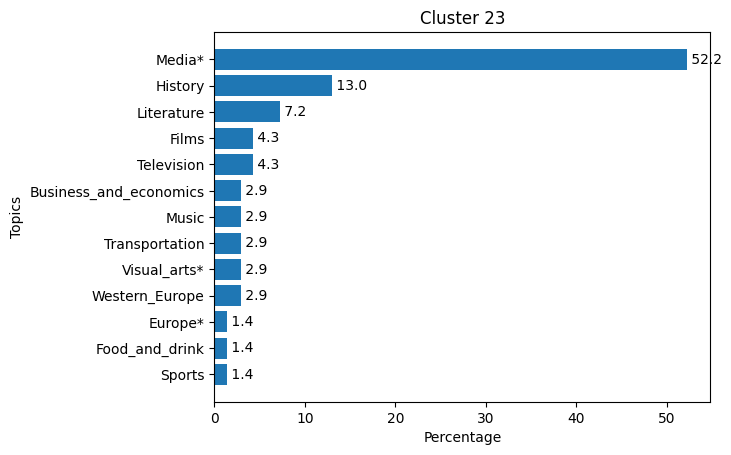 Cluster 23
Media* 52.2
History 13.0
Literature 7.2
Films 4.3
Television 4.3
Business_and_economics 2.9
Music 2.9
Transportation 2.9
Visual_arts* 2.9
Western_Europe 2.9
Europe* 1.4
Food_and_drink 1.4
Sports 1.4
Topics
0 10 20 30 40 50
Percentage